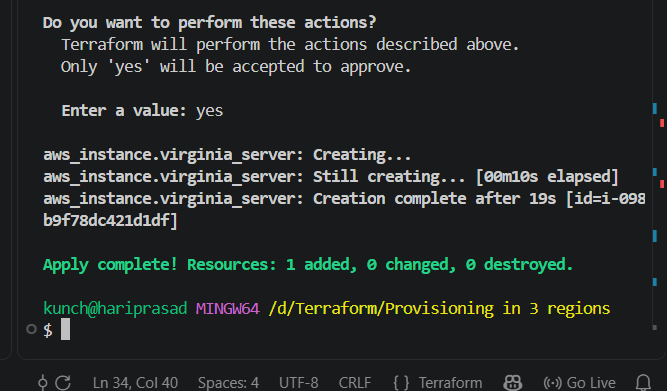 Do you want to perform these actions?
Terraform will perform the actions described above.
Only 'yes' will be accepted to approve.
Enter a value: yes
aws_instance.virginia_server: Creating...
aws_instance.virginia_server: Still creating... [00m10s elapsed]
aws_instance.virginia_server: Creation complete after 19s [id=i-098
b9f78dc421d1df]
Apply complete! Resources: 1 added, 0 changed, 0 destroyed.
kunch@hariprasad MINGW64 /d/Terraform/Provisioning in 3 regions
$
Ln 34, Col 40 Spaces: 4 UTF-8 CRLF { } Terraform Go Live